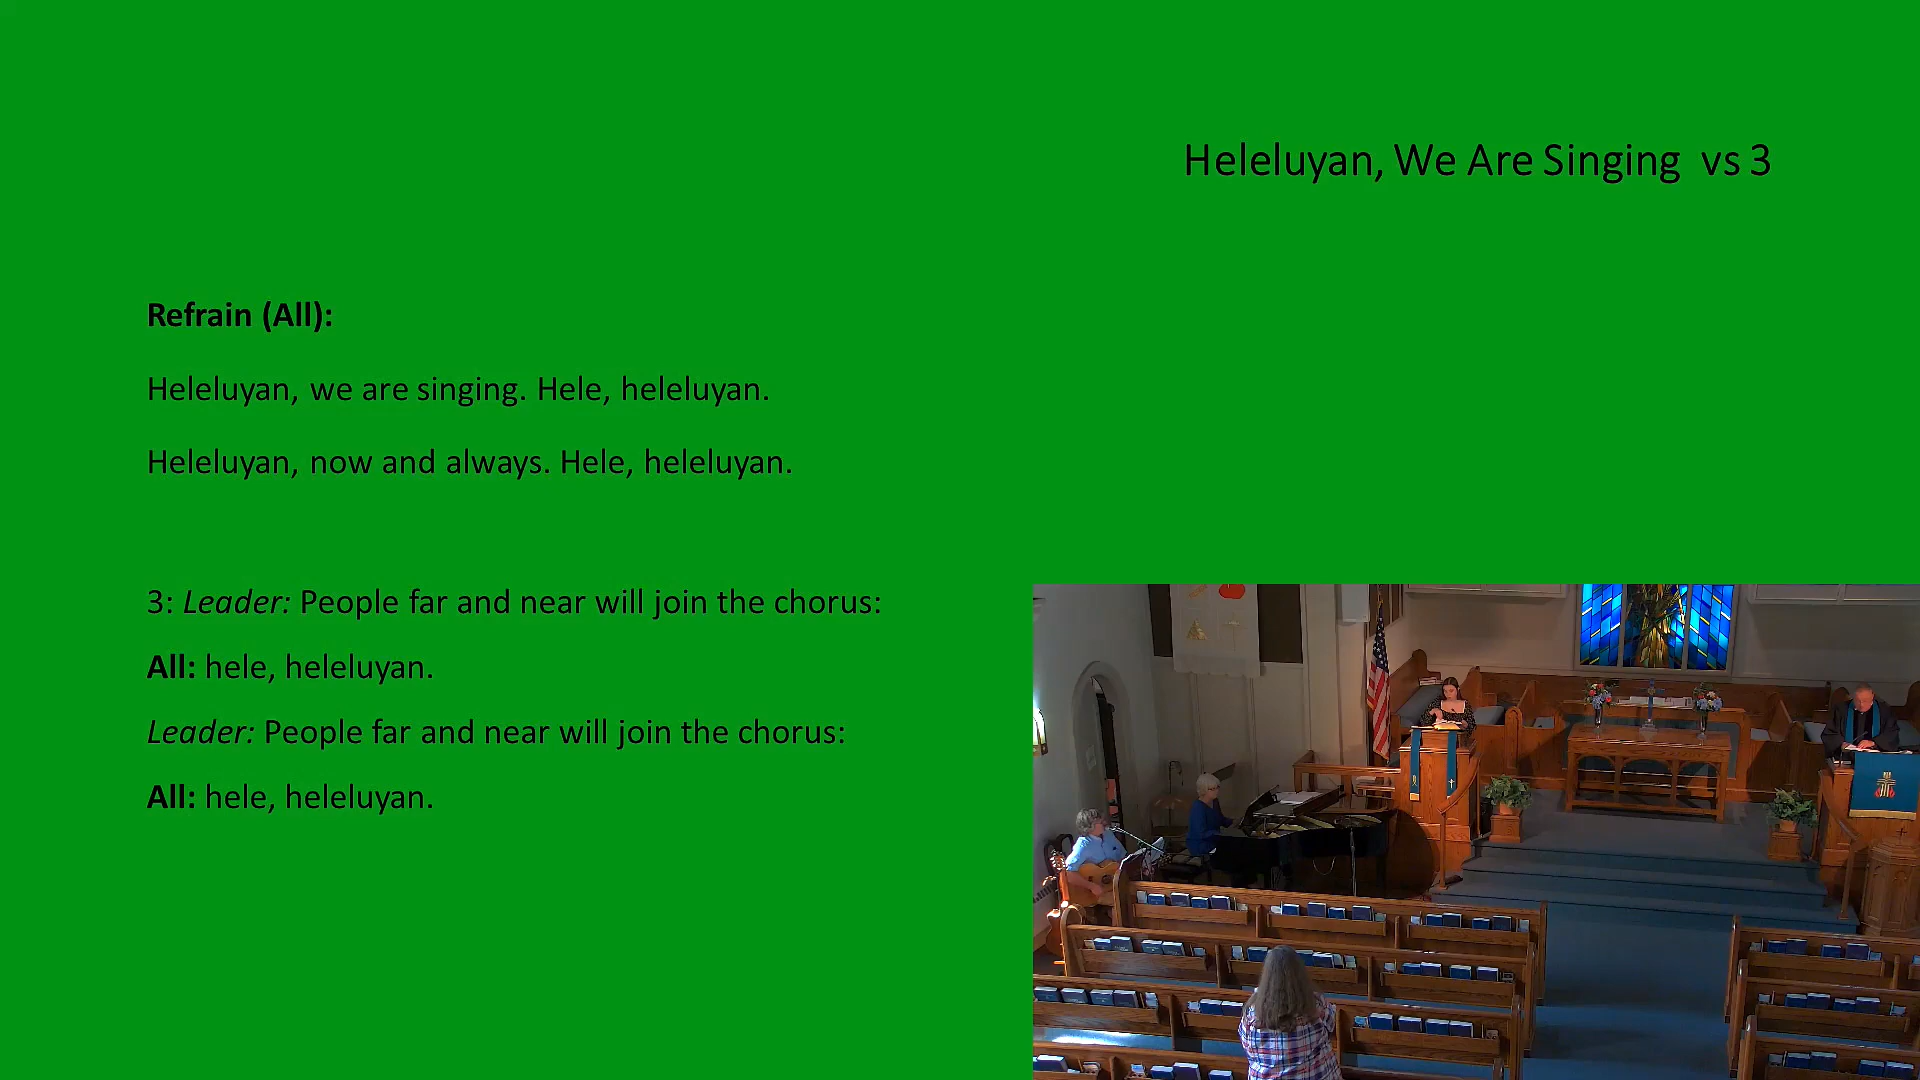 Heleluyan, We Are Singing  vs 3
Refrain (All):
Heleluyan, we are singing. Hele, heleluyan.
Heleluyan, now and always. Hele, heleluyan.
3: Leader: People far and near will join the chorus:
All: hele, heleluyan.
Leader: People far and near will join the chorus:
All: hele, heleluyan.